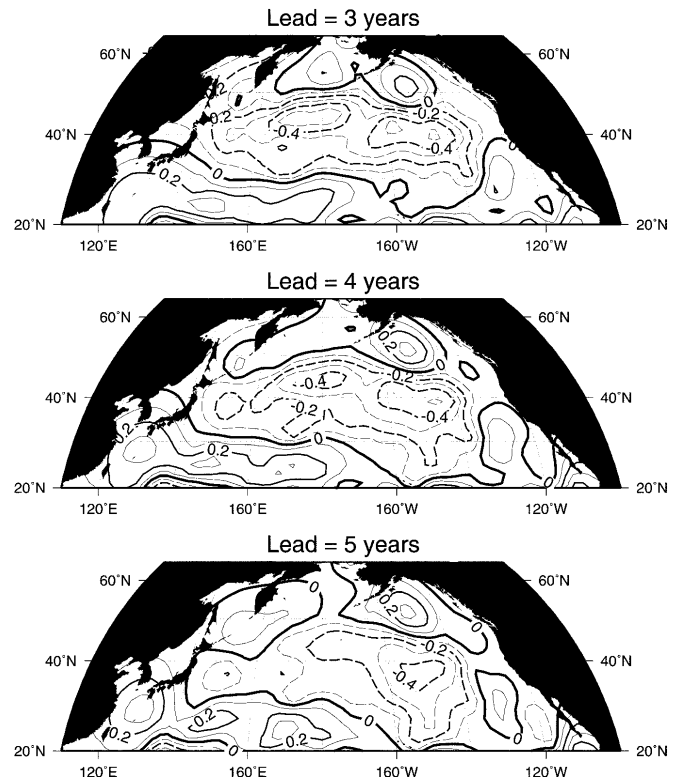 Lead = 3 years
60°N 60°N
0.2 0
-0.2 -0.2
40°N -0.4 -0.4 40°N
0.2 0 0
20°N 20°N
120°E 160°E 160°W 120°W
Lead = 4 years
60°N 60°N
0.2 0
-0.4 -0.2
40°N -0.2 -0.4 40°N
0.2 0.2 0 0
20°N 20°N
120°E 160°E 160°W 120°W
Lead = 5 years
60°N 60°N
0 0.2 0
-0.2
40°N -0.4 40°N
0.2 0.2 0.2 0 0
20°N 0 20°N
120°E 160°E 160°W 120°W